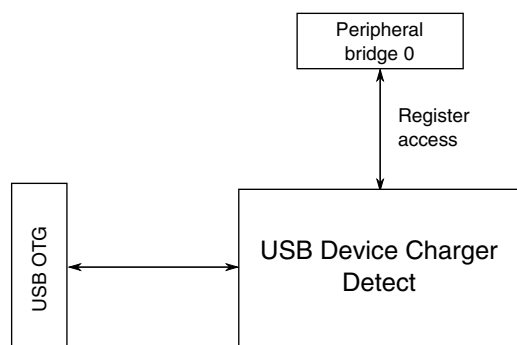 Peripheral
bridge 0
Register
access
USB Device Charger
Detect
USB OTG